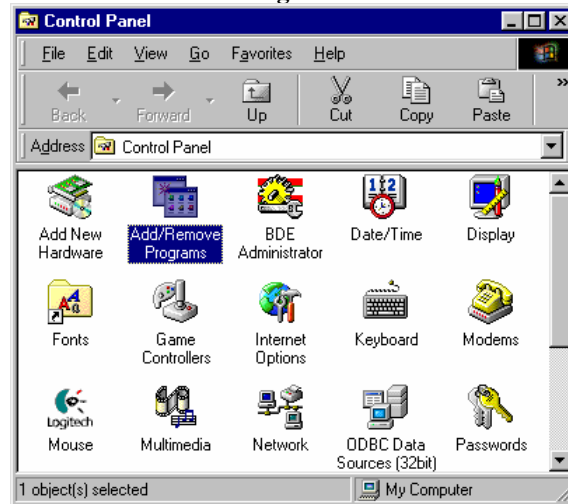 Control Panel
File Edit View Go Favorites Help
Back Forward Up Cut Copy Paste »
Address Control Panel
Add New Hardware
Add/Remove Programs
BDE Administrator
Date/Time
Display
Fonts
Game Controllers
Internet Options
Keyboard
Modems
Logitech
Mouse
Multimedia
Network
ODBC Data Sources (32bit)
Passwords
1 object(s) selected
My Computer